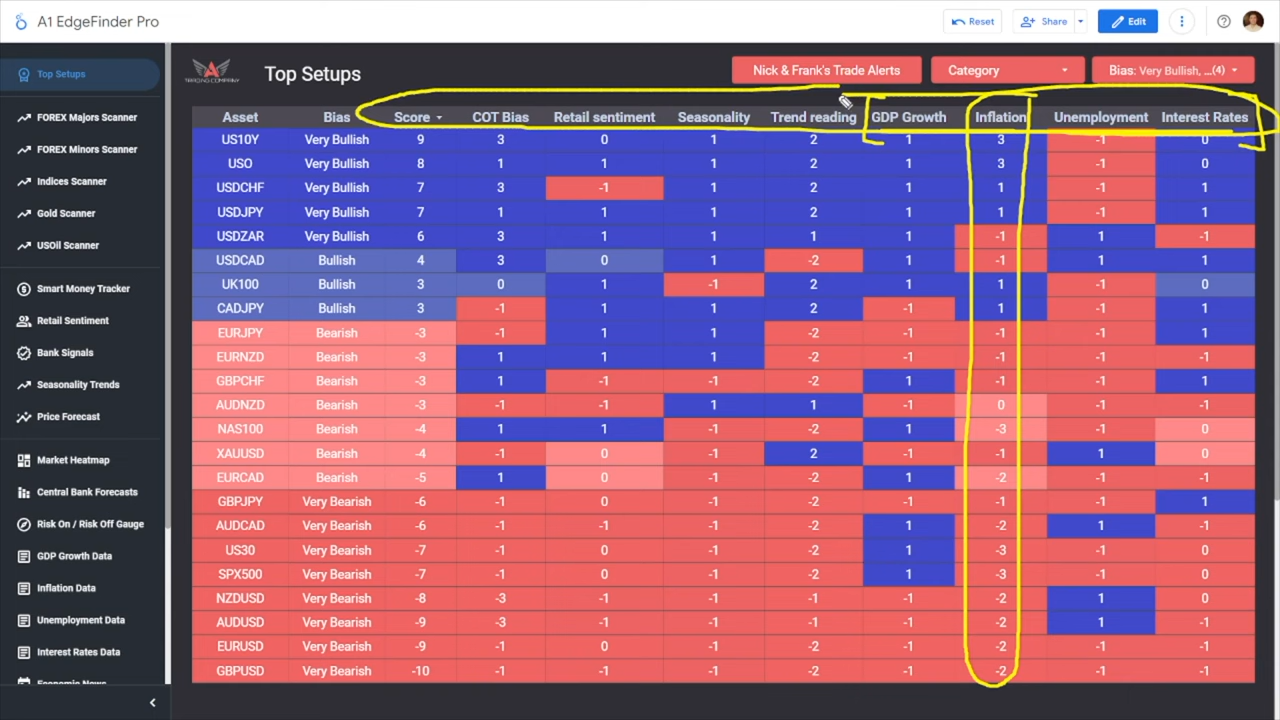 A1 EdgeFinder Pro
Reset
Share
Edit
Top Setups
FOREX Majors Scanner
FOREX Minors Scanner
Indices Scanner
Gold Scanner
USOil Scanner
Smart Money Tracker
Retail Sentiment
Bank Signals
Seasonality Trends
Price Forecast
Market Heatmap
Central Bank Forecasts
Risk On / Risk Off Gauge
GDP Growth Data
Inflation Data
Unemployment Data
Interest Rates Data
Economic News
TRADING COMPANY
Top Setups
Nick & Frank's Trade Alerts
Category
Bias: Very Bullish, ...(4)
Asset Bias Score COT Bias Retail sentiment Seasonality Trend reading GDP Growth Inflation Unemployment Interest Rates
US10Y Very Bullish 9 3 0 1 2 1 3 -1 0
USO Very Bullish 8 1 1 1 2 1 3 -1 0
USDCHF Very Bullish 7 3 -1 1 2 1 1 -1 1
USDJPY Very Bullish 7 1 1 1 2 1 1 -1 1
USDZAR Very Bullish 6 3 1 1 1 1 -1 1 -1
USDCAD Bullish 4 3 0 1 -2 1 -1 1 1
UK100 Bullish 3 0 1 -1 2 1 1 -1 0
CADJPY Bullish 3 -1 1 1 2 -1 1 -1 1
EURJPY Bearish -3 -1 1 1 -2 -1 -1 -1 1
EURNZD Bearish -3 1 1 1 -2 -1 -1 -1 -1
GBPCHF Bearish -3 1 -1 -1 -2 1 -1 -1 1
AUDNZD Bearish -3 -1 -1 1 1 -1 0 -1 -1
NAS100 Bearish -4 1 1 -1 -2 1 -3 -1 0
XAUUSD Bearish -4 -1 0 -1 2 -1 -1 1 0
EURCAD Bearish -5 1 0 -1 -2 1 -2 -1 -1
GBPJPY Very Bearish -6 -1 -1 -1 -2 -1 -1 -1 1
AUDCAD Very Bearish -6 -1 -1 -1 -2 1 -2 1 -1
US30 Very Bearish -7 -1 0 -1 -2 1 -3 -1 0
SPX500 Very Bearish -7 -1 0 -1 -2 1 -3 -1 0
NZDUSD Very Bearish -8 -3 -1 -1 -1 -1 -2 1 0
AUDUSD Very Bearish -9 -3 -1 -1 -1 -1 -2 1 -1
EURUSD Very Bearish -9 -1 0 -1 -2 -1 -2 -1 -1
GBPUSD Very Bearish -10 -1 -1 -1 -2 -1 -2 -1 -1